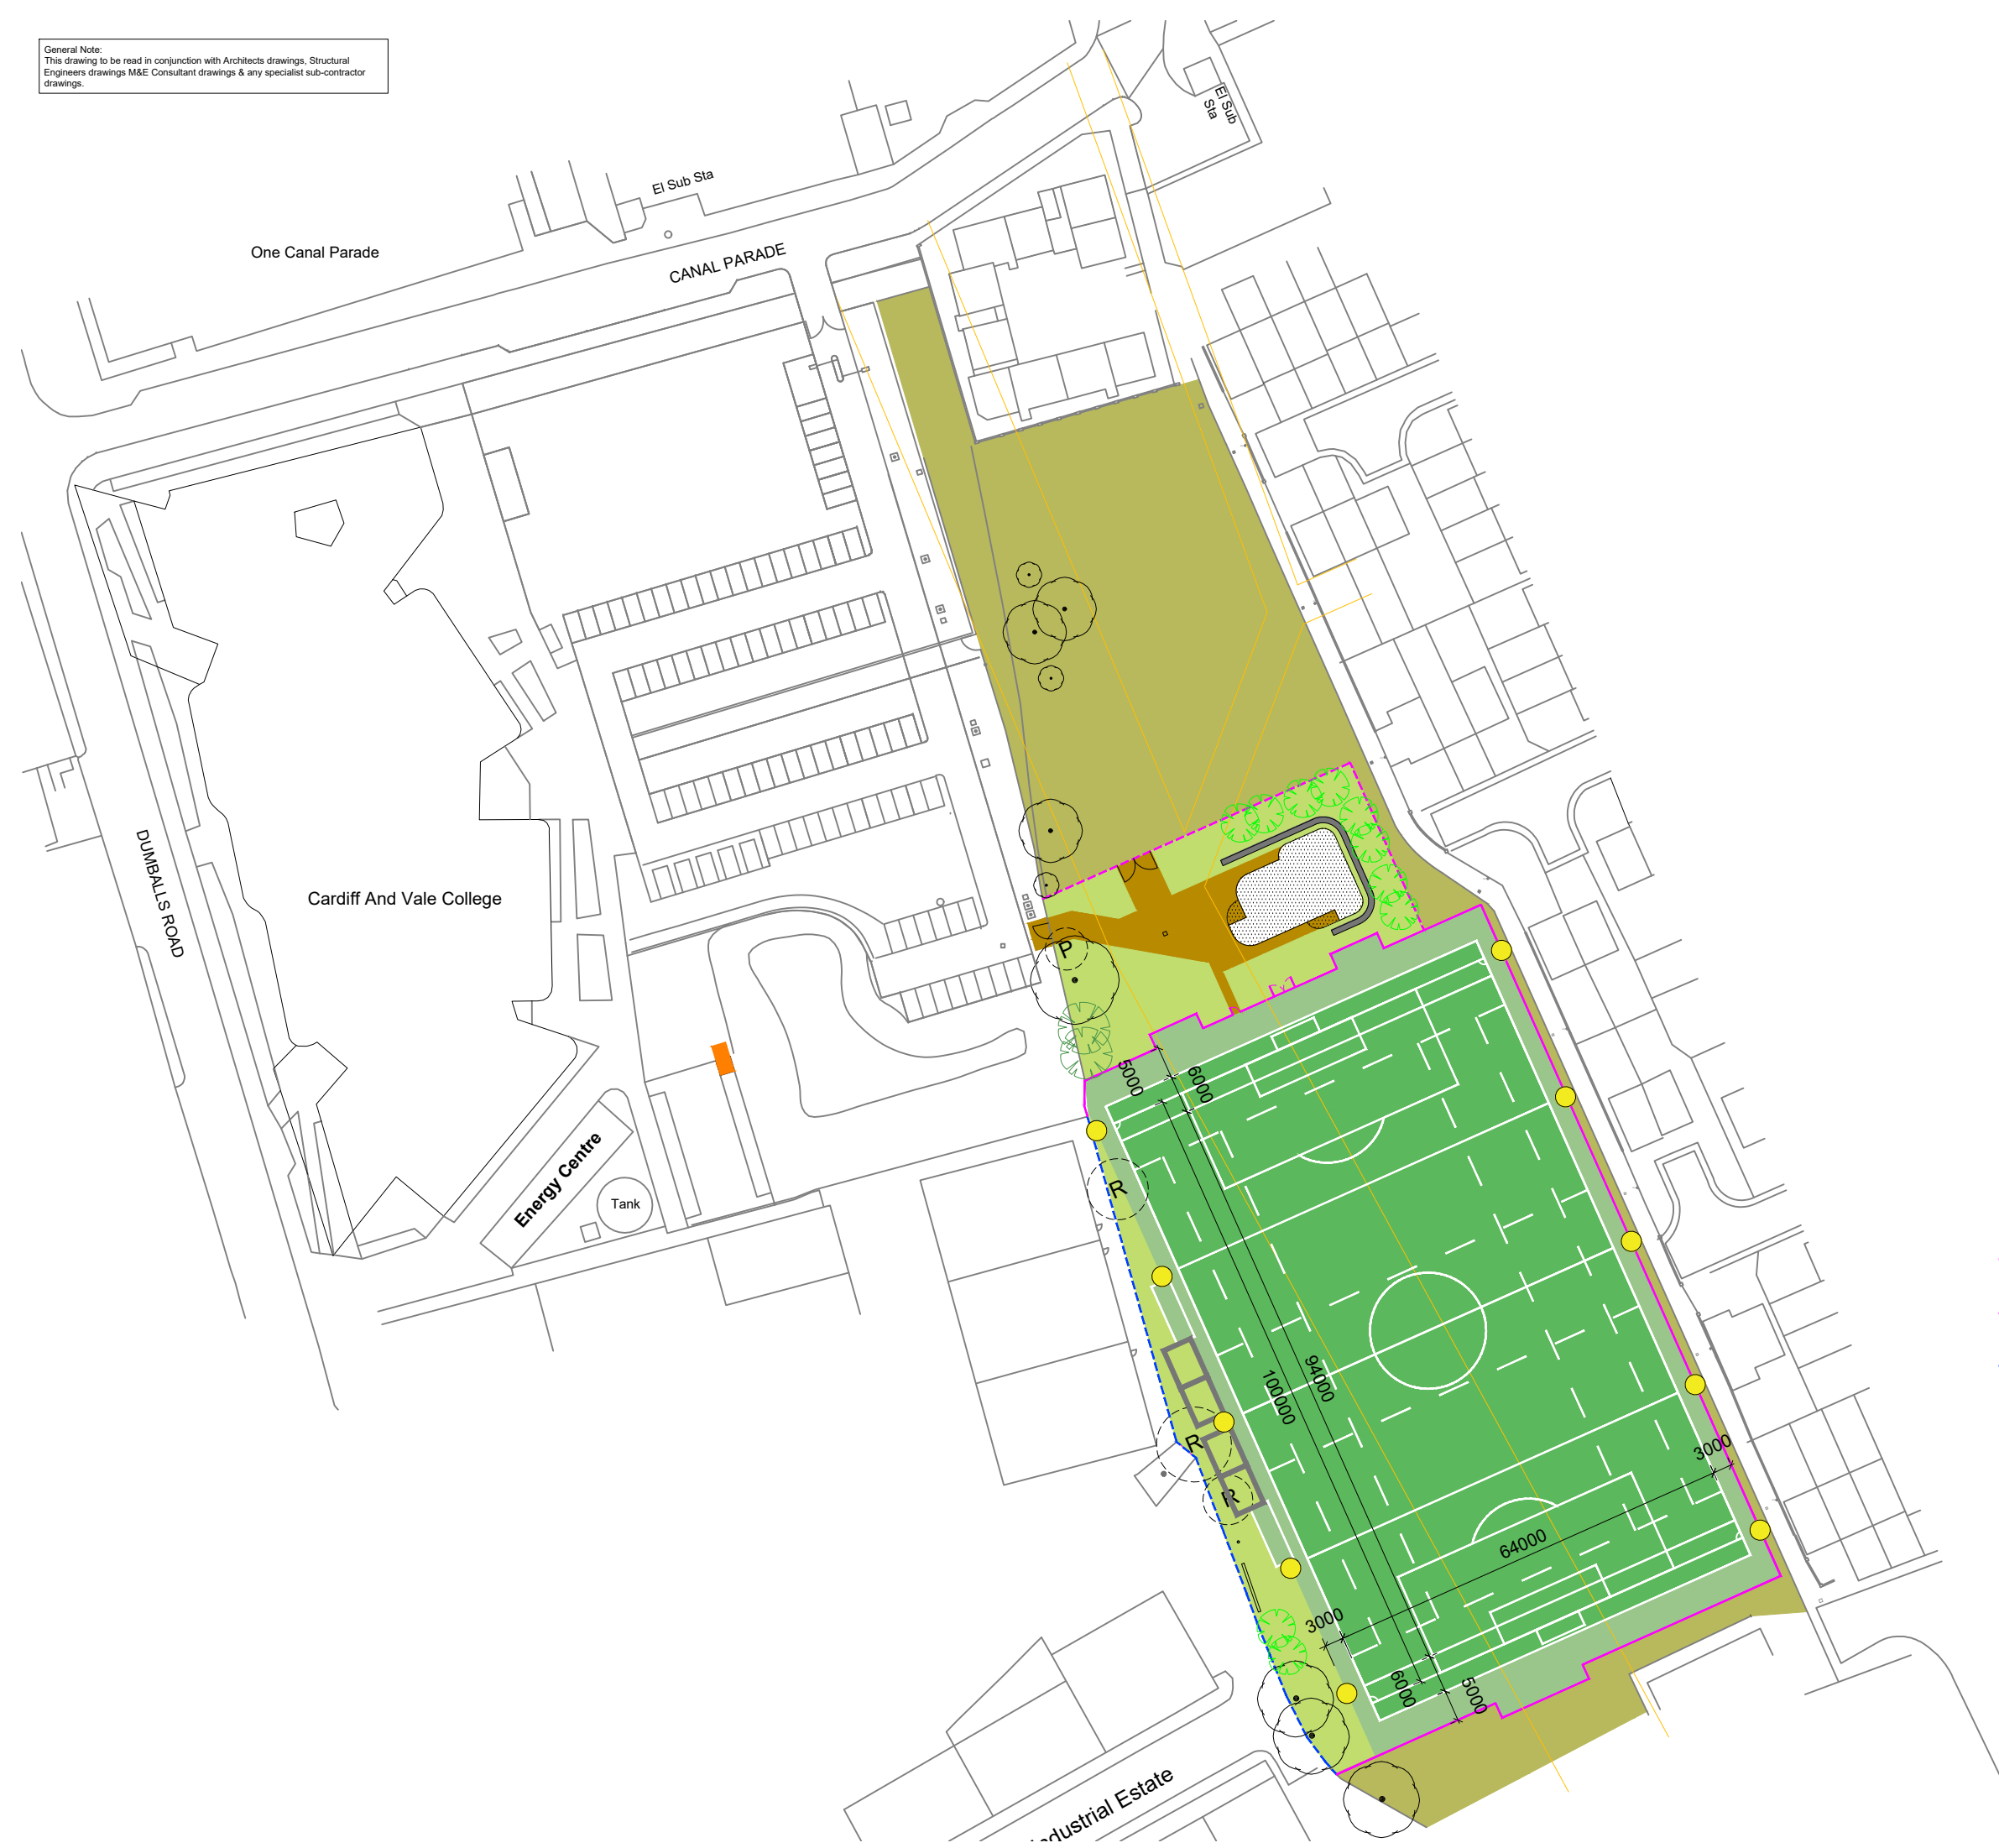 General Note:
This drawing to be read in conjunction with Architects drawings, Structural
Engineers drawings M&E Consultant drawings & any specialist sub-contractor
drawings.
El Sub
Sta
El Sub Sta
One Canal Parade
CANAL PARADE
DUMBALLS ROAD
Cardiff And Vale College
P
5000
6000
Energy Centre
Tank
R
94000
100000
R
R
3000
64000
3000
6000
5000
Industrial Estate